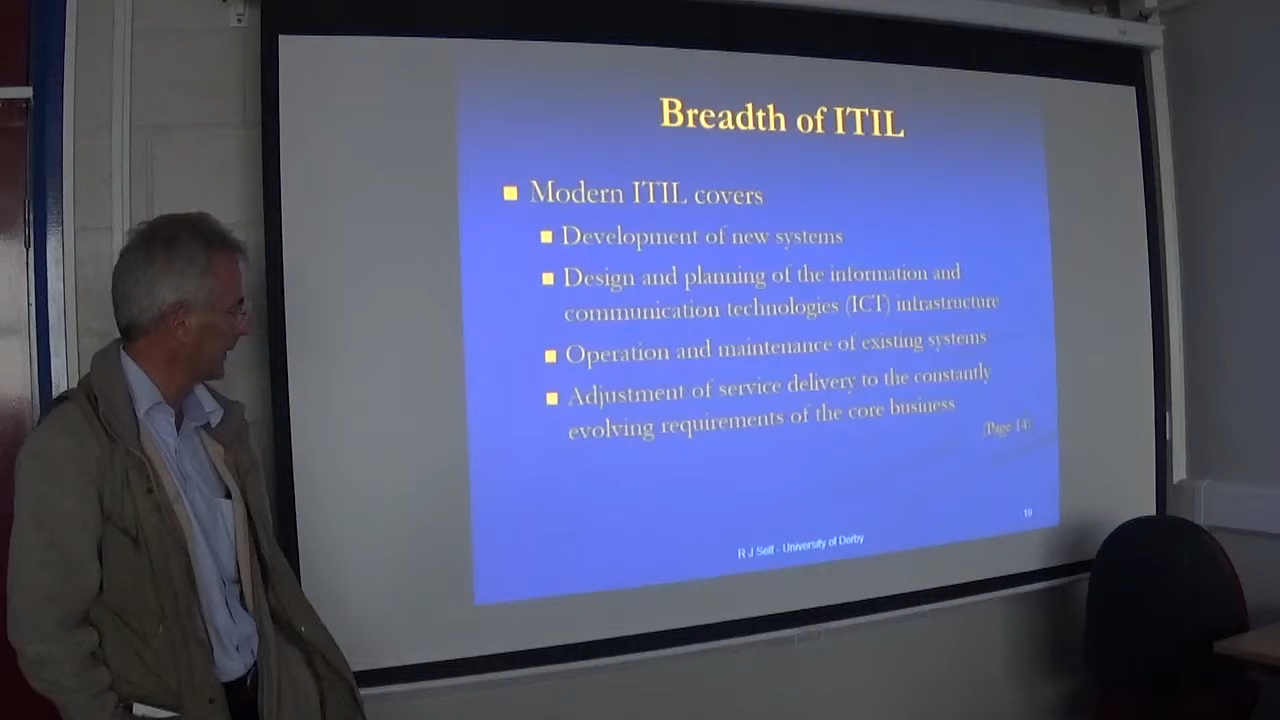 Breadth of ITIL
Modern ITIL covers
Development of new systems
Design and planning of the information and
communication technologies (ICT) infrastructure
Operation and maintenance of existing systems
Adjustment of service delivery to the constantly
evolving requirements of the core business
(Page 14)
19
R J Self - University of Derby